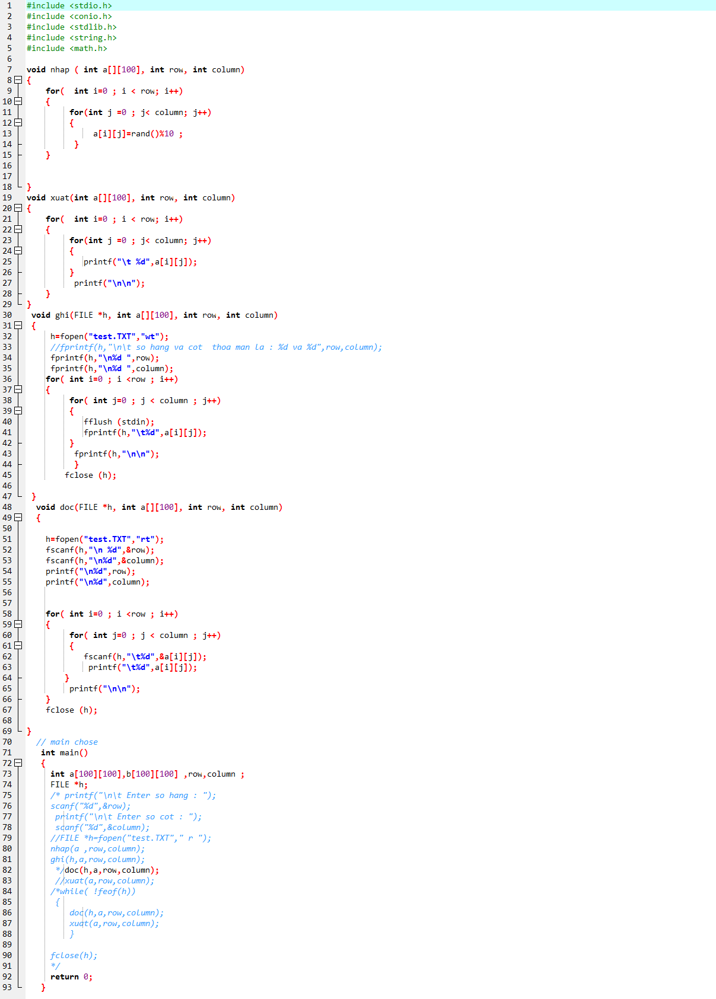 1 #include <stdio.h>
2 #include <conio.h>
3 #include <stdlib.h>
4 #include <string.h>
5 #include <math.h>
6
7 void nhap ( int a[][100], int row, int column)
8 {
9 for(  int i=0 ; i < row; i++)
10 {
11 for(int j =0 ; j< column; j++)
12 {
13 a[i][j]=rand()%10 ;
14 }
15 }
16
17
18 }
19 void xuat(int a[][100], int row, int column)
20 {
21 for(  int i=0 ; i < row; i++)
22 {
23 for(int j =0 ; j< column; j++)
24 {
25 printf("\t %d",a[i][j]);
26 }
27 printf("\n\n");
28 }
29 }
30 void ghi(FILE *h, int a[][100], int row, int column)
31 {
32 h=fopen("test.TXT","wt");
33 //fprintf(h,"\n\t so hang va cot  thoa man la : %d va %d",row,column);
34 fprintf(h,"\n%d ",row);
35 fprintf(h,"\n%d ",column);
36 for( int i=0 ; i <row ; i++)
37 {
38 for( int j=0 ; j < column ; j++)
39 {
40 fflush (stdin);
41 fprintf(h,"\t%d",a[i][j]);
42 }
43 fprintf(h,"\n\n");
44 }
45 fclose (h);
46
47 }
48 void doc(FILE *h, int a[][100], int row, int column)
49 {
50
51 h=fopen("test.TXT","rt");
52 fscanf(h,"\n %d",&row);
53 fscanf(h,"\n%d",&column);
54 printf("\n%d",row);
55 printf("\n%d",column);
56
57
58 for( int i=0 ; i <row ; i++)
59 {
60 for( int j=0 ; j < column ; j++)
61 {
62 fscanf(h,"\t%d",&a[i][j]);
63 printf("\t%d",a[i][j]);
64 }
65 printf("\n\n");
66 }
67 fclose (h);
68
69 }
70 // main chose
71 int main()
72 {
73 int a[100][100],b[100][100] ,row,column ;
74 FILE *h;
75 /* printf("\n\t Enter so hang : ");
76 scanf("%d",&row);
77 printf("\n\t Enter so cot : ");
78 scanf("%d",&column);
79 //FILE *h=fopen("test.TXT"," r ");
80 nhap(a ,row,column);
81 ghi(h,a,row,column);
82 */doc(h,a,row,column);
83 //xuat(a,row,column);
84 /*while( !feof(h))
85 {
86 doc(h,a,row,column);
87 xuat(a,row,column);
88 }
89
90 fclose(h);
91 */
92 return 0;
93 }